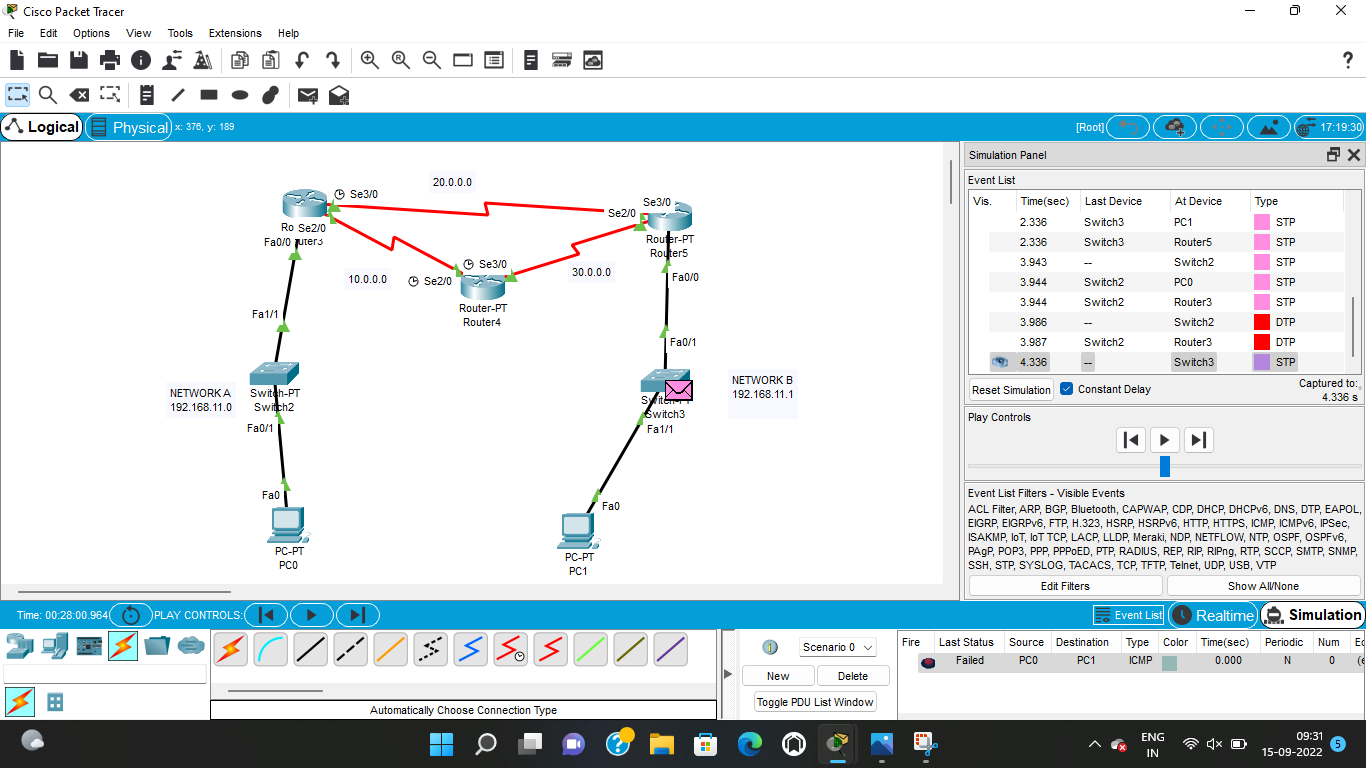 Cisco Packet Tracer
File Edit Options View Tools Extensions Help
Logical
Physical
x: 376, y: 189
[Root]
17:19:30
20.0.0.0
Se3/0
Se2/0
Fa0/0
Se3/0
Se2/0
Router-PT
Router5
Fa0/0
10.0.0.0
Se3/0
Se2/0
30.0.0.0
Router-PT
Router4
Fa1/1
Switch-PT
Switch2
NETWORK A
192.168.11.0
Fa0/1
Fa0
PC-PT
PC0
Fa0/1
Switch3
Fa1/1
NETWORK B
192.168.11.1
Fa0
PC-PT
PC1
Simulation Panel
Event List
Vis. Time(sec) Last Device At Device Type
2.336 Switch3 PC1 STP
2.336 Switch3 Router5 STP
3.943 -- Switch2 STP
3.944 Switch2 PC0 STP
3.944 Switch2 Router3 STP
3.986 -- Switch2 DTP
3.987 Switch2 Router3 DTP
4.336 -- Switch3 STP
Reset Simulation
Constant Delay
Captured to:
4.336 s
Play Controls
Event List Filters - Visible Events
ACL Filter, ARP, BGP, Bluetooth, CAPWAP, CDP, DHCP, DHCPv6, DNS, DTP, EAPOL,
EIGRP, EIGRPv6, FTP, H.323, HSRP, HSRPv6, HTTP, HTTPS, ICMP, ICMPv6, IPSec,
ISAKMP, IoT, IoT TCP, LACP, LLDP, Meraki, NDP, NETFLOW, NTP, OSPF, OSPFv6,
PAgP, POP3, PPP, PPPoED, PTP, RADIUS, REP, RIP, RIPng, RTP, SCCP, SMTP, SNMP,
SSH, STP, SYSLOG, TACACS, TCP, TFTP, Telnet, UDP, USB, VTP
Edit Filters
Show All/None
Time: 00:28:00.964
PLAY CONTROLS:
Event List
Realtime
Simulation
Automatically Choose Connection Type
Scenario 0
New
Delete
Toggle PDU List Window
Fire Last Status Source Destination Type Color Time(sec) Periodic Num
Failed PC0 PC1 ICMP 0.000 N 0
ENG
IN
09:31
15-09-2022
5